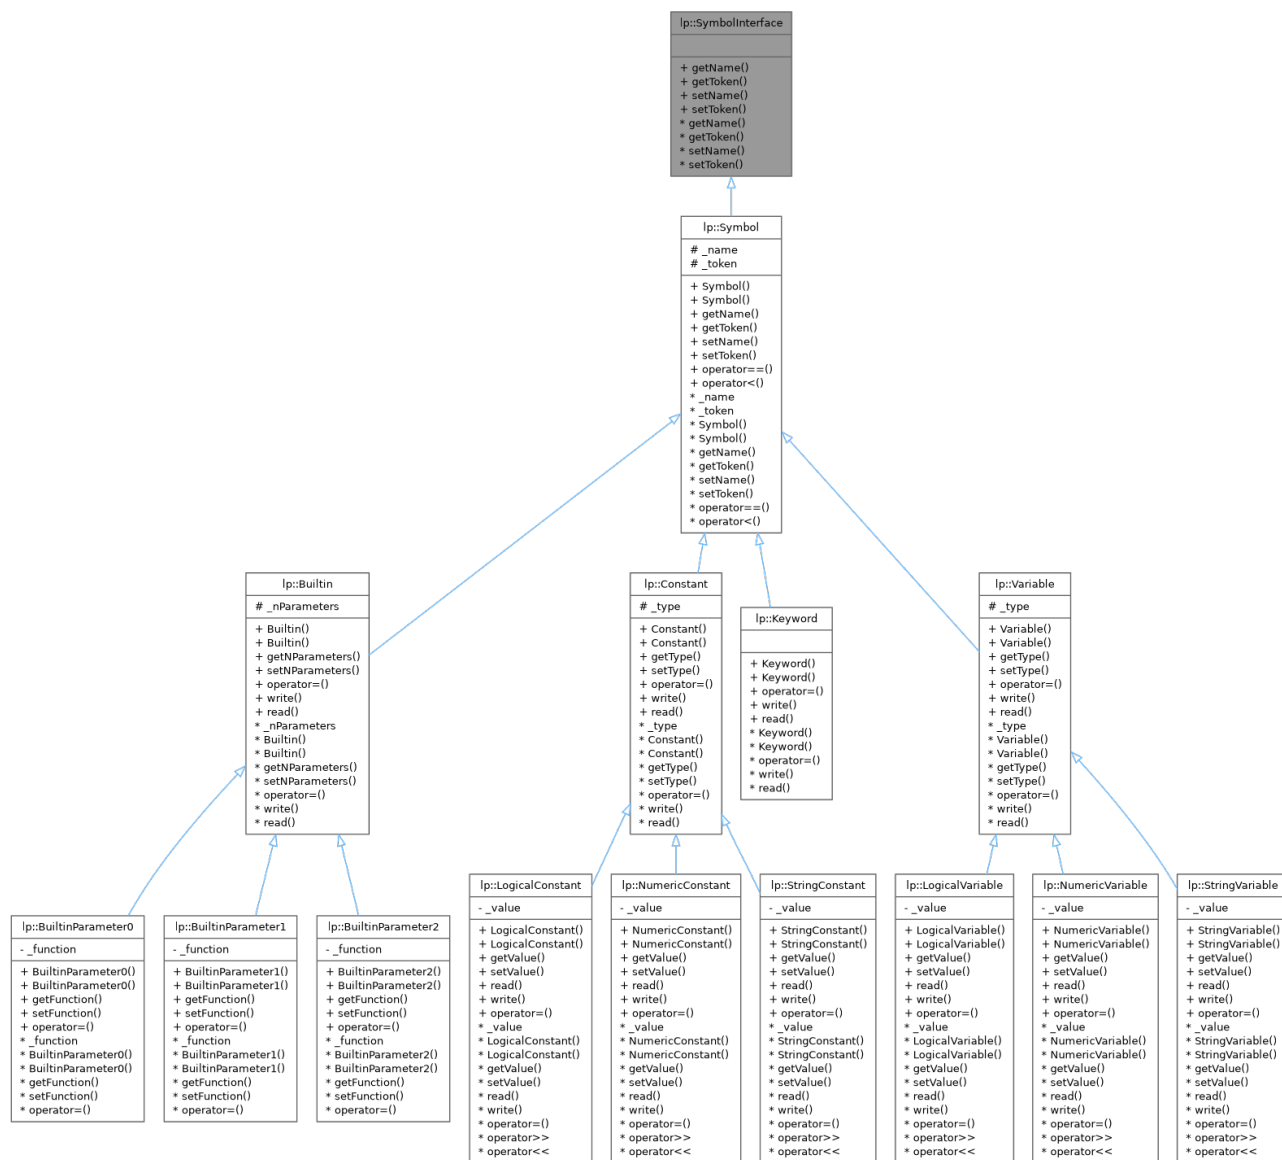 lp::SymbolInterface
+ getName()
+ getToken()
+ setName()
+ setToken()
* getName()
* getToken()
* setName()
* setToken()
lp::Symbol
# _name
# _token
+ Symbol()
+ Symbol()
+ getName()
+ getToken()
+ setName()
+ setToken()
+ operator==()
+ operator<()
* _name
* _token
* Symbol()
* Symbol()
* getName()
* getToken()
* setName()
* setToken()
* operator==()
* operator<()
lp::Builtin
# _nParameters
+ Builtin()
+ Builtin()
+ getNParameters()
+ setNParameters()
+ operator=()
+ write()
+ read()
* _nParameters
* Builtin()
* Builtin()
* getNParameters()
* setNParameters()
* operator=()
* write()
* read()
lp::Constant
# _type
+ Constant()
+ Constant()
+ getType()
+ setType()
+ operator=()
+ write()
+ read()
* _type
* Constant()
* Constant()
* getType()
* setType()
* operator=()
* write()
* read()
lp::Keyword
+ Keyword()
+ Keyword()
+ operator=()
+ write()
+ read()
* Keyword()
* Keyword()
* operator=()
* write()
* read()
lp::Variable
# _type
+ Variable()
+ Variable()
+ getType()
+ setType()
+ operator=()
+ write()
+ read()
* _type
* Variable()
* Variable()
* getType()
* setType()
* operator=()
* write()
* read()
lp::BuiltinParameter0
- _function
+ BuiltinParameter0()
+ BuiltinParameter0()
+ getFunction()
+ setFunction()
+ operator=()
* _function
* BuiltinParameter0()
* BuiltinParameter0()
* getFunction()
* setFunction()
* operator=()
lp::BuiltinParameter1
- _function
+ BuiltinParameter1()
+ BuiltinParameter1()
+ getFunction()
+ setFunction()
+ operator=()
* _function
* BuiltinParameter1()
* BuiltinParameter1()
* getFunction()
* setFunction()
* operator=()
lp::BuiltinParameter2
- _function
+ BuiltinParameter2()
+ BuiltinParameter2()
+ getFunction()
+ setFunction()
+ operator=()
* _function
* BuiltinParameter2()
* BuiltinParameter2()
* getFunction()
* setFunction()
* operator=()
lp::LogicalConstant
- _value
+ LogicalConstant()
+ LogicalConstant()
+ getValue()
+ setValue()
+ read()
+ write()
+ operator=()
* _value
* LogicalConstant()
* LogicalConstant()
* getValue()
* setValue()
* read()
* write()
* operator=()
* operator>>
* operator<<
lp::NumericConstant
- _value
+ NumericConstant()
+ NumericConstant()
+ getValue()
+ setValue()
+ read()
+ write()
+ operator=()
* _value
* NumericConstant()
* NumericConstant()
* getValue()
* setValue()
* read()
* write()
* operator=()
* operator>>
* operator<<
lp::StringConstant
- _value
+ StringConstant()
+ StringConstant()
+ getValue()
+ setValue()
+ read()
+ write()
+ operator=()
* _value
* StringConstant()
* StringConstant()
* getValue()
* setValue()
* read()
* write()
* operator=()
* operator>>
* operator<<
lp::LogicalVariable
- _value
+ LogicalVariable()
+ LogicalVariable()
+ getValue()
+ setValue()
+ read()
+ write()
+ operator=()
* _value
* LogicalVariable()
* LogicalVariable()
* getValue()
* setValue()
* read()
* write()
* operator=()
* operator>>
* operator<<
lp::NumericVariable
- _value
+ NumericVariable()
+ NumericVariable()
+ getValue()
+ setValue()
+ read()
+ write()
+ operator=()
* _value
* NumericVariable()
* NumericVariable()
* getValue()
* setValue()
* read()
* write()
* operator=()
* operator>>
* operator<<
lp::StringVariable
- _value
+ StringVariable()
+ StringVariable()
+ getValue()
+ setValue()
+ read()
+ write()
+ operator=()
* _value
* StringVariable()
* StringVariable()
* getValue()
* setValue()
* read()
* write()
* operator=()
* operator>>
* operator<<